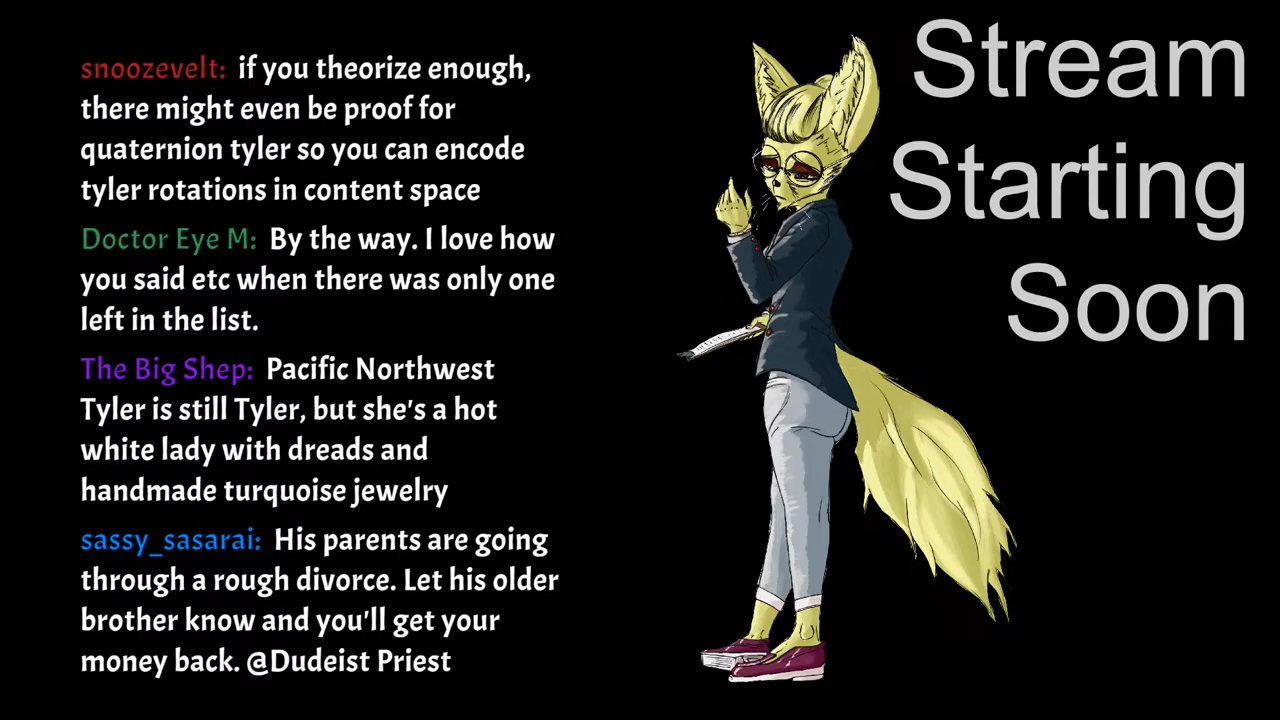 snoozevelt: if you theorize enough,
there might even be proof for
quaternion tyler so you can encode
tyler rotations in content space
Doctor Eye M: By the way. I love how
you said etc when there was only one
left in the list.
The Big Shep: Pacific Northwest
Tyler is still Tyler, but she's a hot
white lady with dreads and
handmade turquoise jewelry
sassy_sasarai: His parents are going
through a rough divorce. Let his older
brother know and you'll get your
money back. @Dudeist Priest
Stream
Starting
Soon